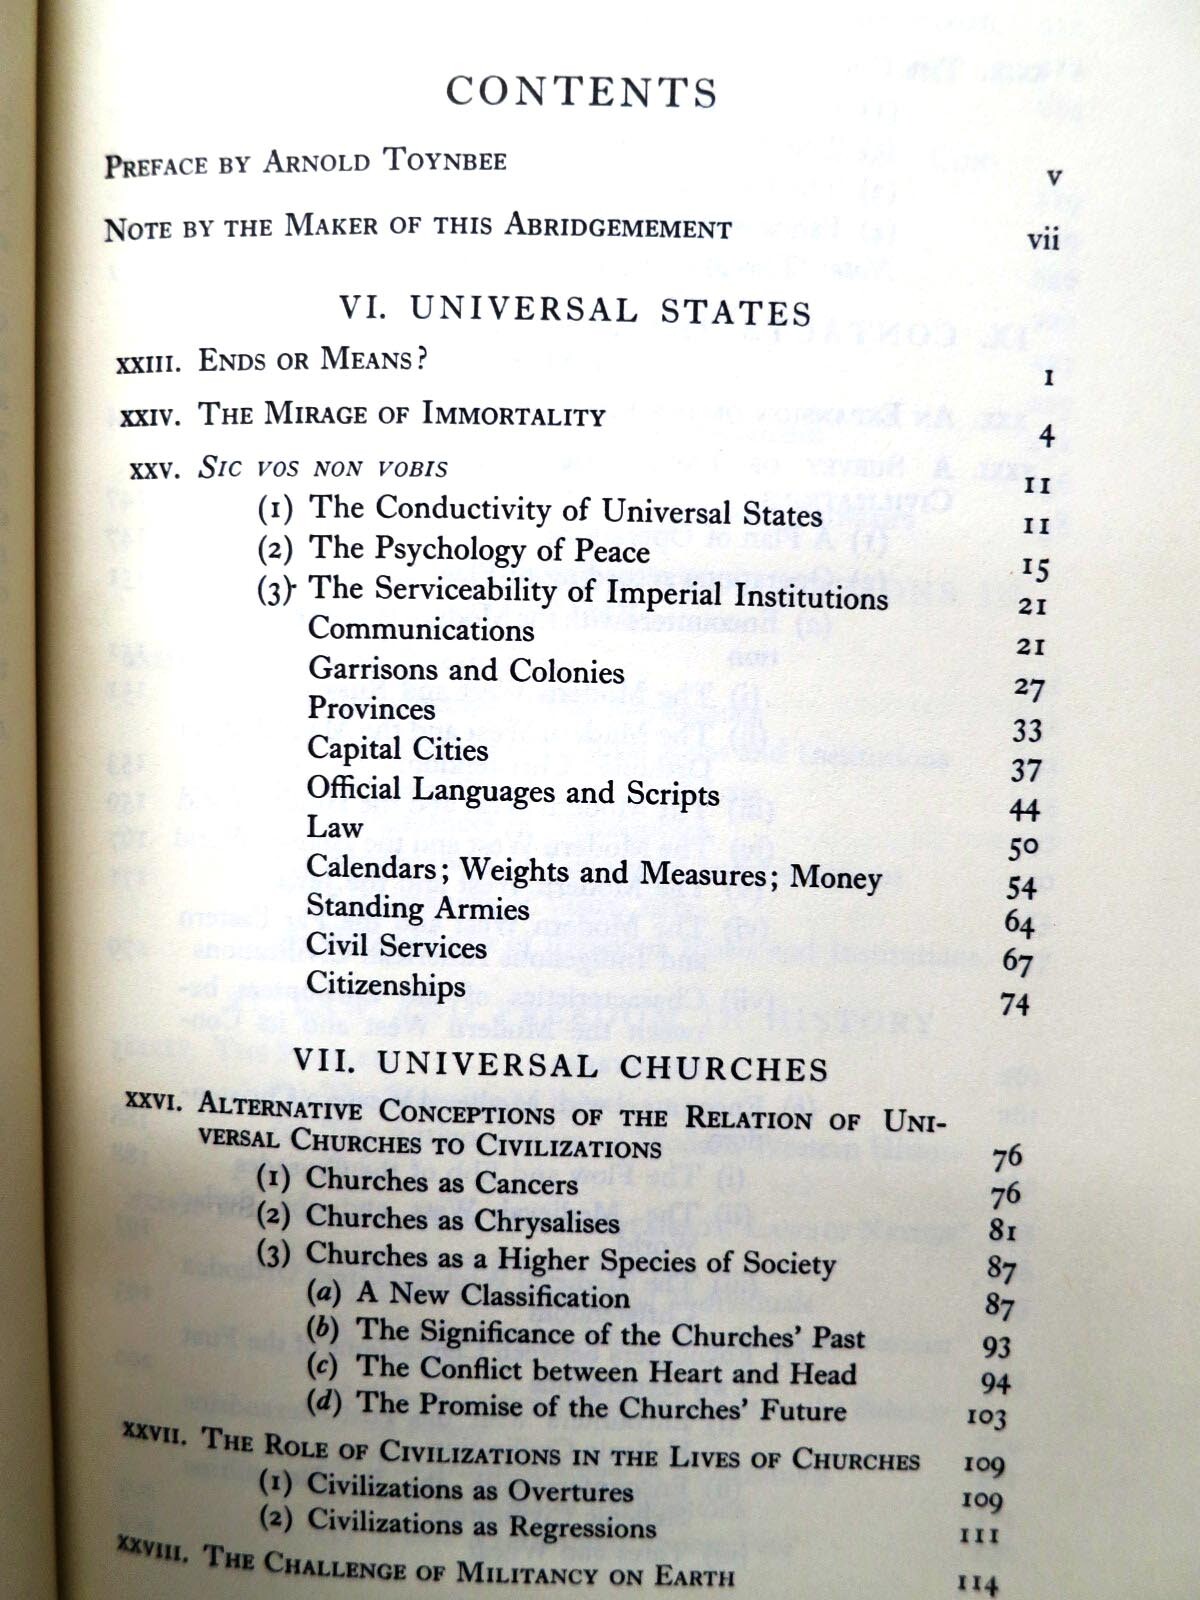 CONTENTS
PREFACE BY ARNOLD TOYNBEE v
NOTE BY THE MAKER OF THIS ABRIDGEMEMENT vii
VI. UNIVERSAL STATES
XXIII. ENDS OR MEANS? 1
XXIV. THE MIRAGE OF IMMORTALITY 4
XXV. SIC VOS NON VOBIS 11
(1) The Conductivity of Universal States 11
(2) The Psychology of Peace 15
(3) The Serviceability of Imperial Institutions 21
Communications 21
Garrisons and Colonies 27
Provinces 33
Capital Cities 37
Official Languages and Scripts 44
Law 50
Calendars; Weights and Measures; Money 54
Standing Armies 64
Civil Services 67
Citizenships 74
VII. UNIVERSAL CHURCHES
XXVI. ALTERNATIVE CONCEPTIONS OF THE RELATION OF UNI-
VERSAL CHURCHES TO CIVILIZATIONS 76
(1) Churches as Cancers 76
(2) Churches as Chrysalises 81
(3) Churches as a Higher Species of Society 87
(a) A New Classification 87
(b) The Significance of the Churches' Past 93
(c) The Conflict between Heart and Head 94
(d) The Promise of the Churches' Future 103
XXVII. THE ROLE OF CIVILIZATIONS IN THE LIVES OF CHURCHES 109
(1) Civilizations as Overtures 109
(2) Civilizations as Regressions 111
XXVIII. THE CHALLENGE OF MILITANCY ON EARTH 114